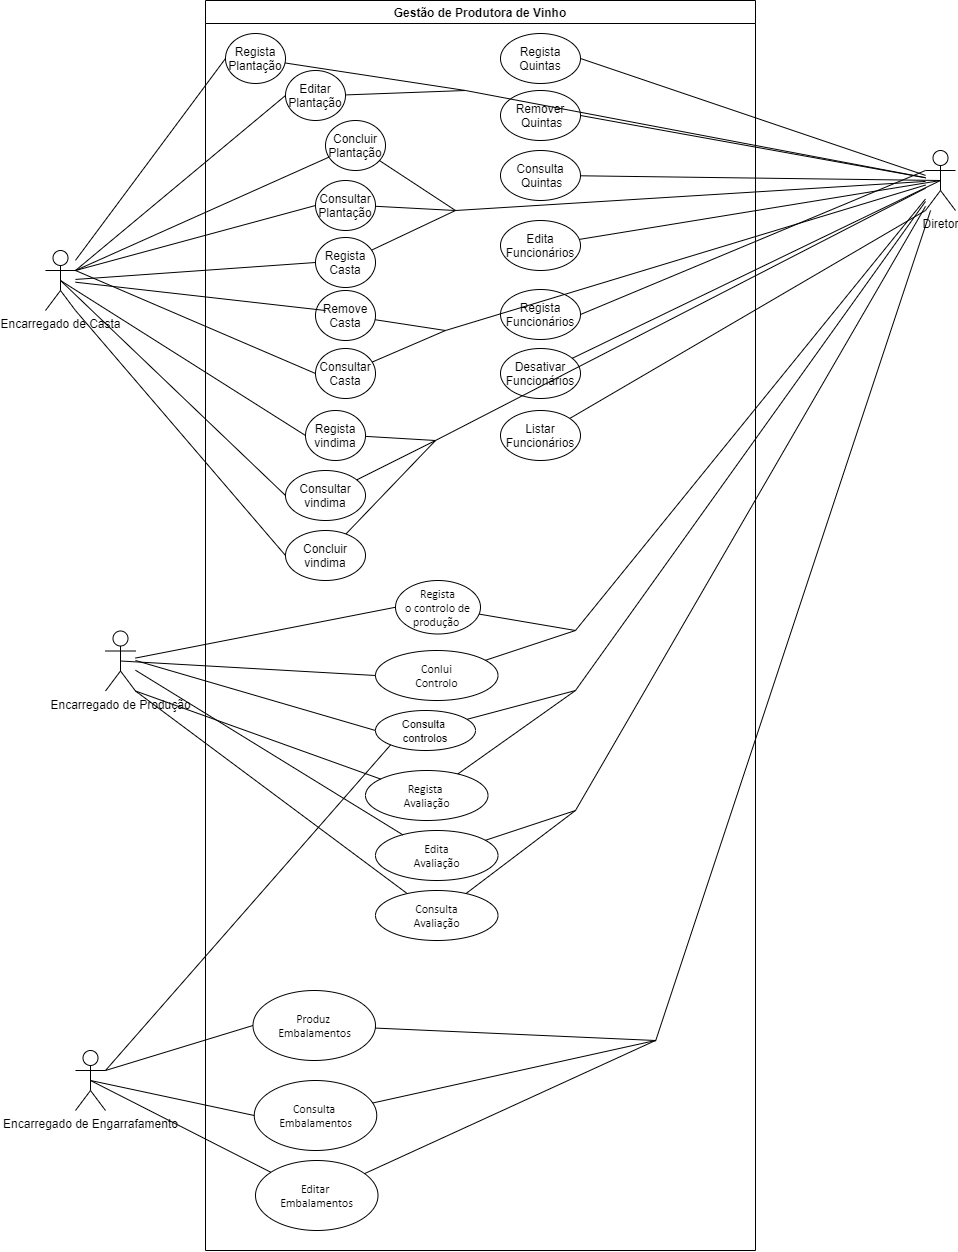 Gestão de Produtora de Vinho
Regista
Plantação
Editar
Plantação
Concluir
Plantação
Consultar
Plantação
Regista
Casta
Remove
Casta
Consultar
Casta
Regista
vindima
Consultar
vindima
Concluir
vindima
Regista
Quintas
Remover
Quintas
Consulta
Quintas
Edita
Funcionários
Regista
Funcionários
Desativar
Funcionários
Listar
Funcionários
Diretor
Encarregado de Casta
Regista
o controlo de
produção
Conlui
Controlo
Consulta
controlos
Regista
Avaliação
Edita
Avaliação
Consulta
Avaliação
Encarregado de Produção
Produz
Embalamentos
Consulta
Embalamentos
Editar
Embalamentos
Encarregado de Engarrafamento